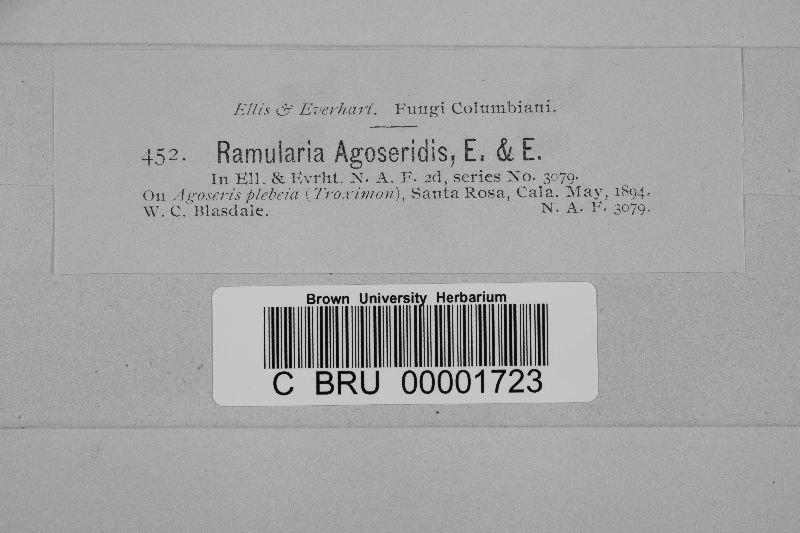 Ellis & Everhart. Fungi Columbiani.
452. Ramularia Agoseridis, E. & E.
In Ell. & Evrht. N. A. F. 2d, series No. 3079.
On Agoseris plebeia (Troximon), Santa Rosa, Cala. May, 1894.
W. C. Blasdale. N. A. F. 3079.
Brown University Herbarium
C BRU 00001723